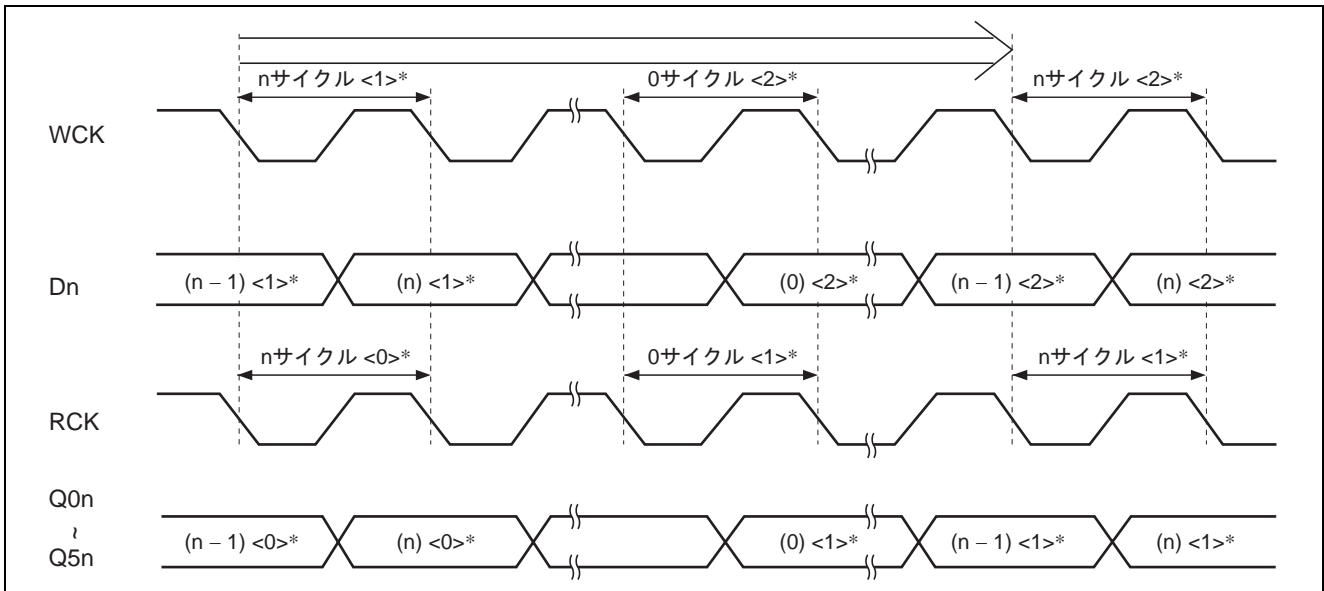 nサイクル <1>* 0サイクル <2>* nサイクル <2>*
WCK
Dn (n – 1) <1>* (n) <1>* (0) <2>* (n – 1) <2>* (n) <2>*
nサイクル <0>* 0サイクル <1>* nサイクル <1>*
RCK
Q0n
~
Q5n
(n – 1) <0>* (n) <0>* (0) <1>* (n – 1) <1>* (n) <1>*